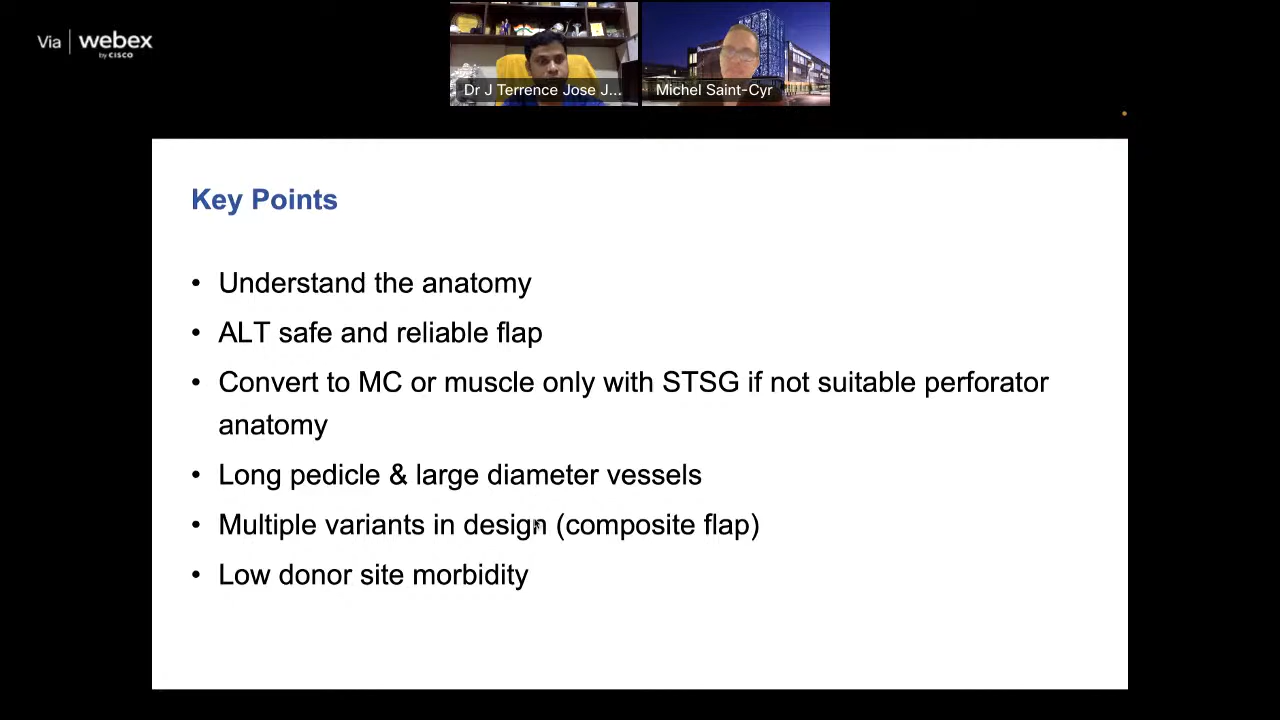 Via | webex
by CISCO
Dr J Terrence Jose J...
Michel Saint-Cyr
Key Points
• Understand the anatomy
• ALT safe and reliable flap
• Convert to MC or muscle only with STSG if not suitable perforator
anatomy
• Long pedicle & large diameter vessels
• Multiple variants in design (composite flap)
• Low donor site morbidity